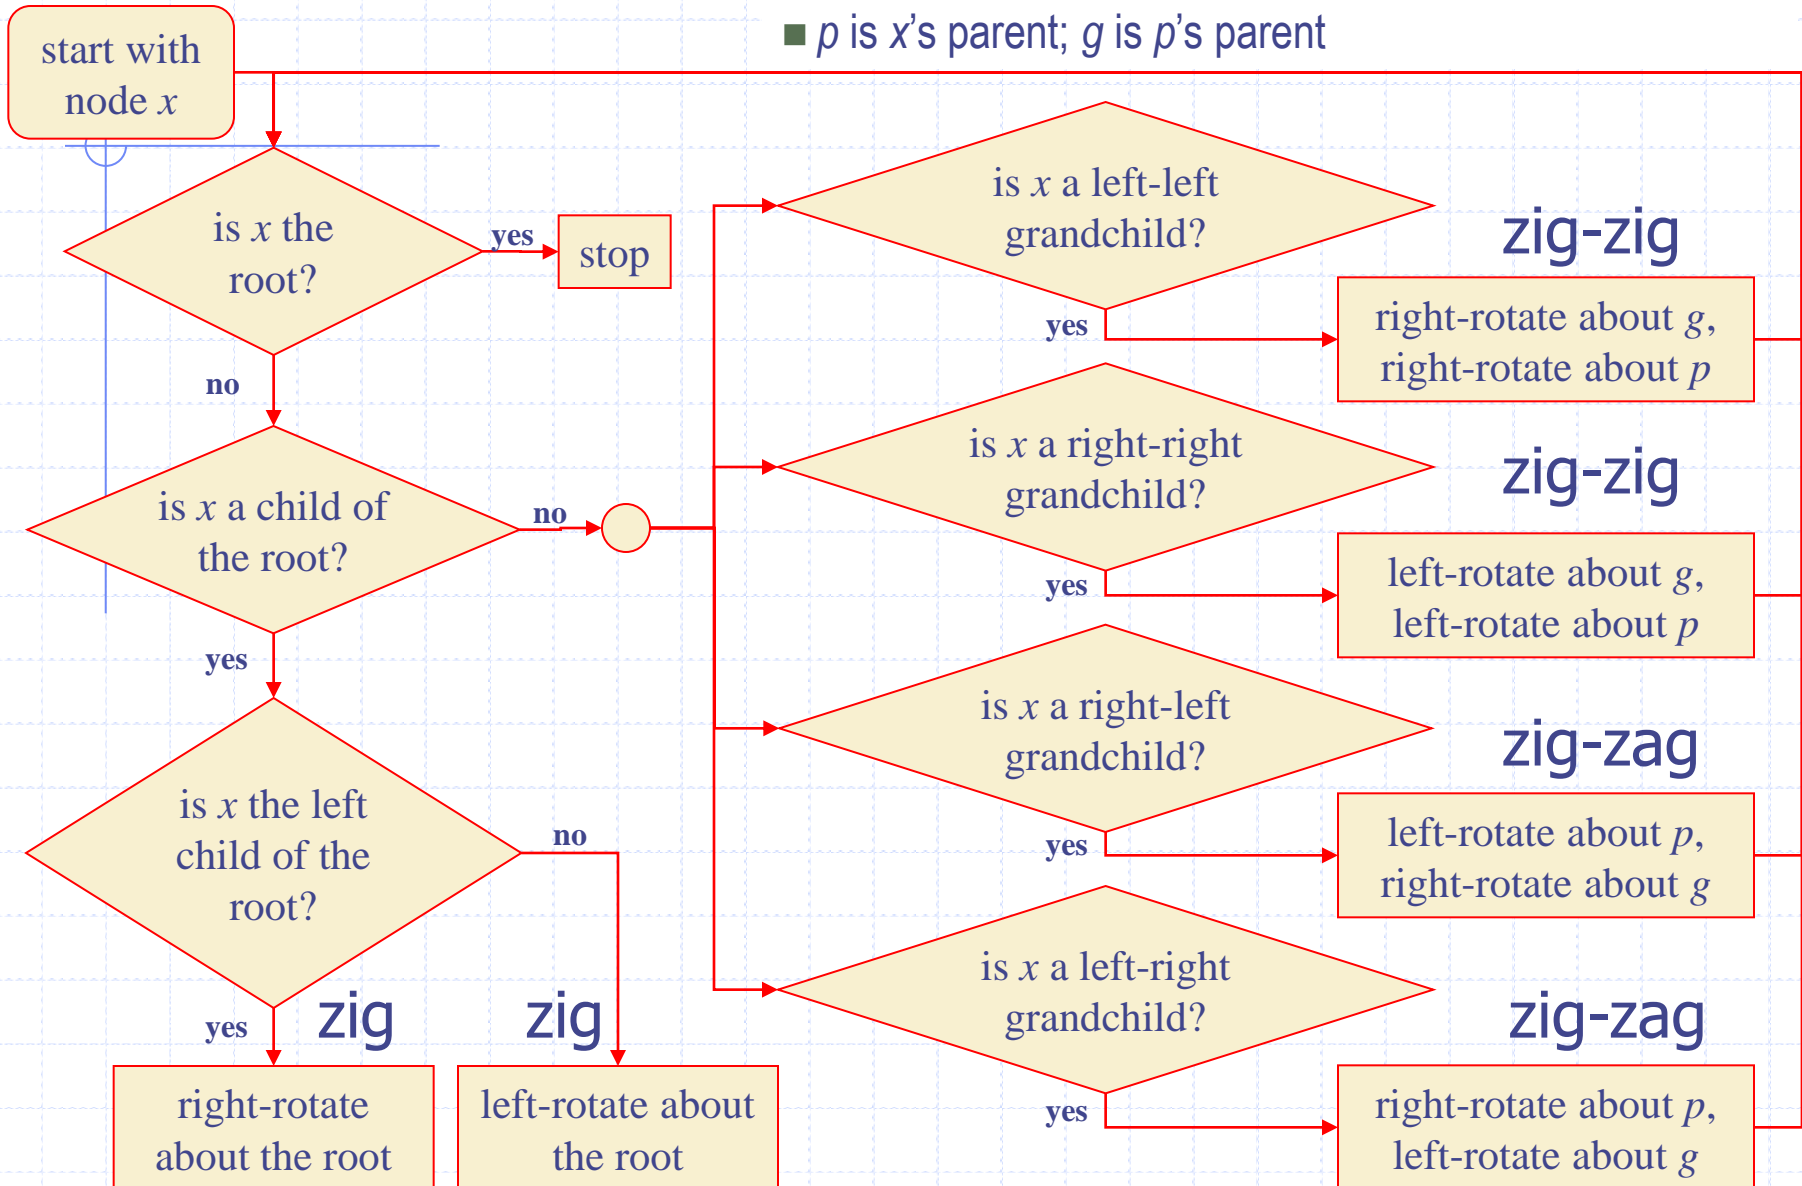 ■ p is x’s parent; g is p’s parent
start with
node x
is x the
root?
yes
stop
no
is x a child of
the root?
no
yes
is x the left
child of the
root?
no
yes
zig
zig
right-rotate
about the root
left-rotate about
the root
is x a left-left
grandchild?
yes
zig-zig
right-rotate about g,
right-rotate about p
is x a right-right
grandchild?
yes
zig-zig
left-rotate about g,
left-rotate about p
is x a right-left
grandchild?
yes
zig-zag
left-rotate about p,
right-rotate about g
is x a left-right
grandchild?
yes
zig-zag
right-rotate about p,
left-rotate about g